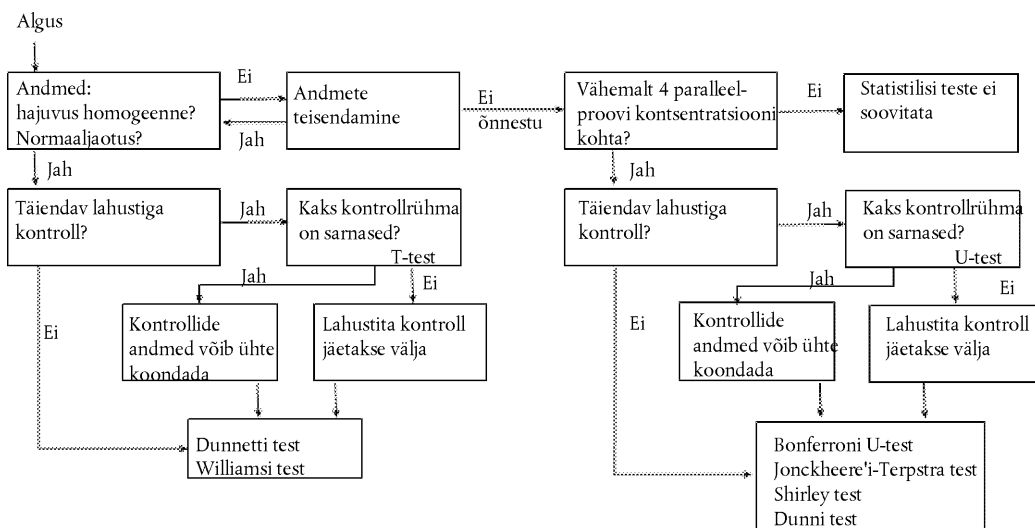 Algus
Andmed:
hajuvus homogeenne?
Normaaljaotus?
Ei
Jah
Andmete
teisendamine
Ei
õnnestu
Vähemalt 4 paralleel-
proovi kontsentratsiooni
kohta?
Ei
Statistilisi teste ei
soovitata
Jah
Jah
Täiendav lahustiga
kontroll?
Jah
Kaks kontrollrühma
on sarnased?
T-test
Täiendav lahustiga
kontroll?
Jah
Kaks kontrollrühma
on sarnased?
U-test
Jah
Ei
Jah
Ei
Ei
Kontrollide
andmed võib ühte
koondada
Lahustita kontroll
jäetakse välja
Ei
Kontrollide
andmed võib ühte
koondada
Lahustita kontroll
jäetakse välja
Dunnetti test
Williamsi test
Bonferroni U-test
Jonckheere'i-Terpstra test
Shirley test
Dunni test